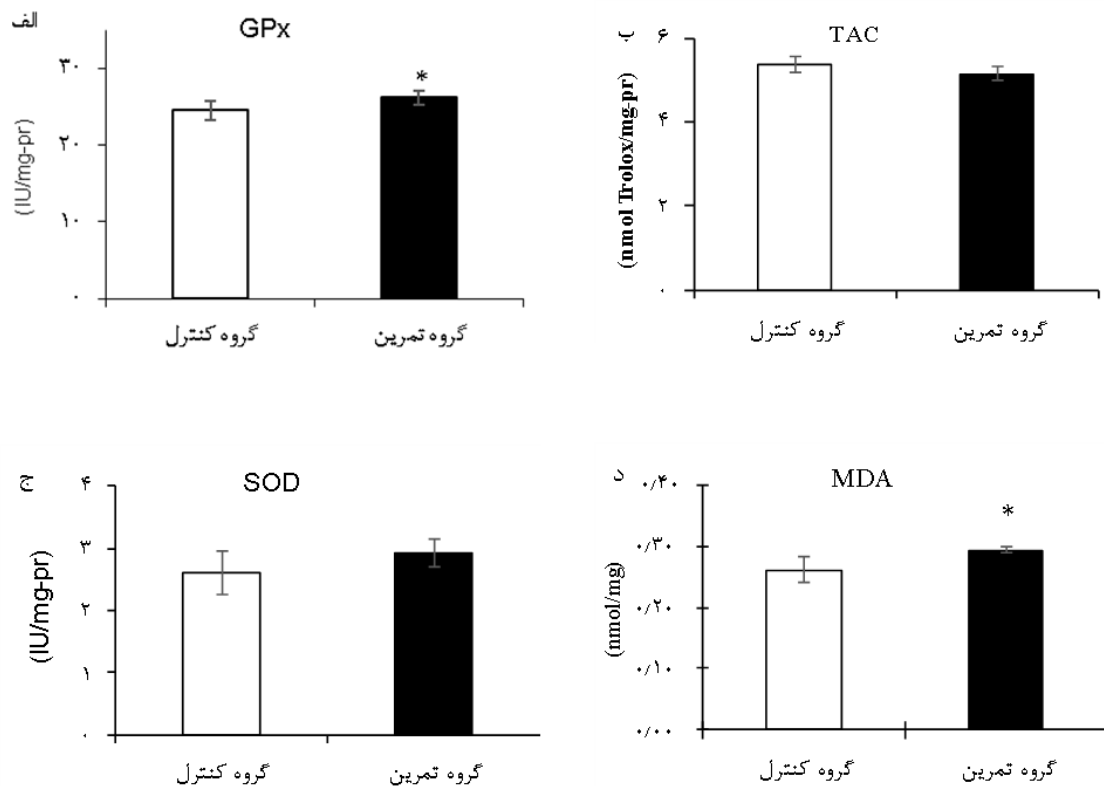 الف
GPx
(IU/mg-pr)
۳۰
*
۲۰
۱۰
۰
گروه کنترل
گروه تمرین
ب
TAC
(nmol Trolox/mg-pr)
۶
۴
۲
۰
گروه کنترل
گروه تمرین
ج
SOD
(IU/mg-pr)
۴
۳
۲
۱
۰
گروه کنترل
گروه تمرین
د
MDA
(nmol/mg)
۰/۴۰
*
۰/۳۰
۰/۲۰
۰/۱۰
۰/۰۰
گروه کنترل
گروه تمرین